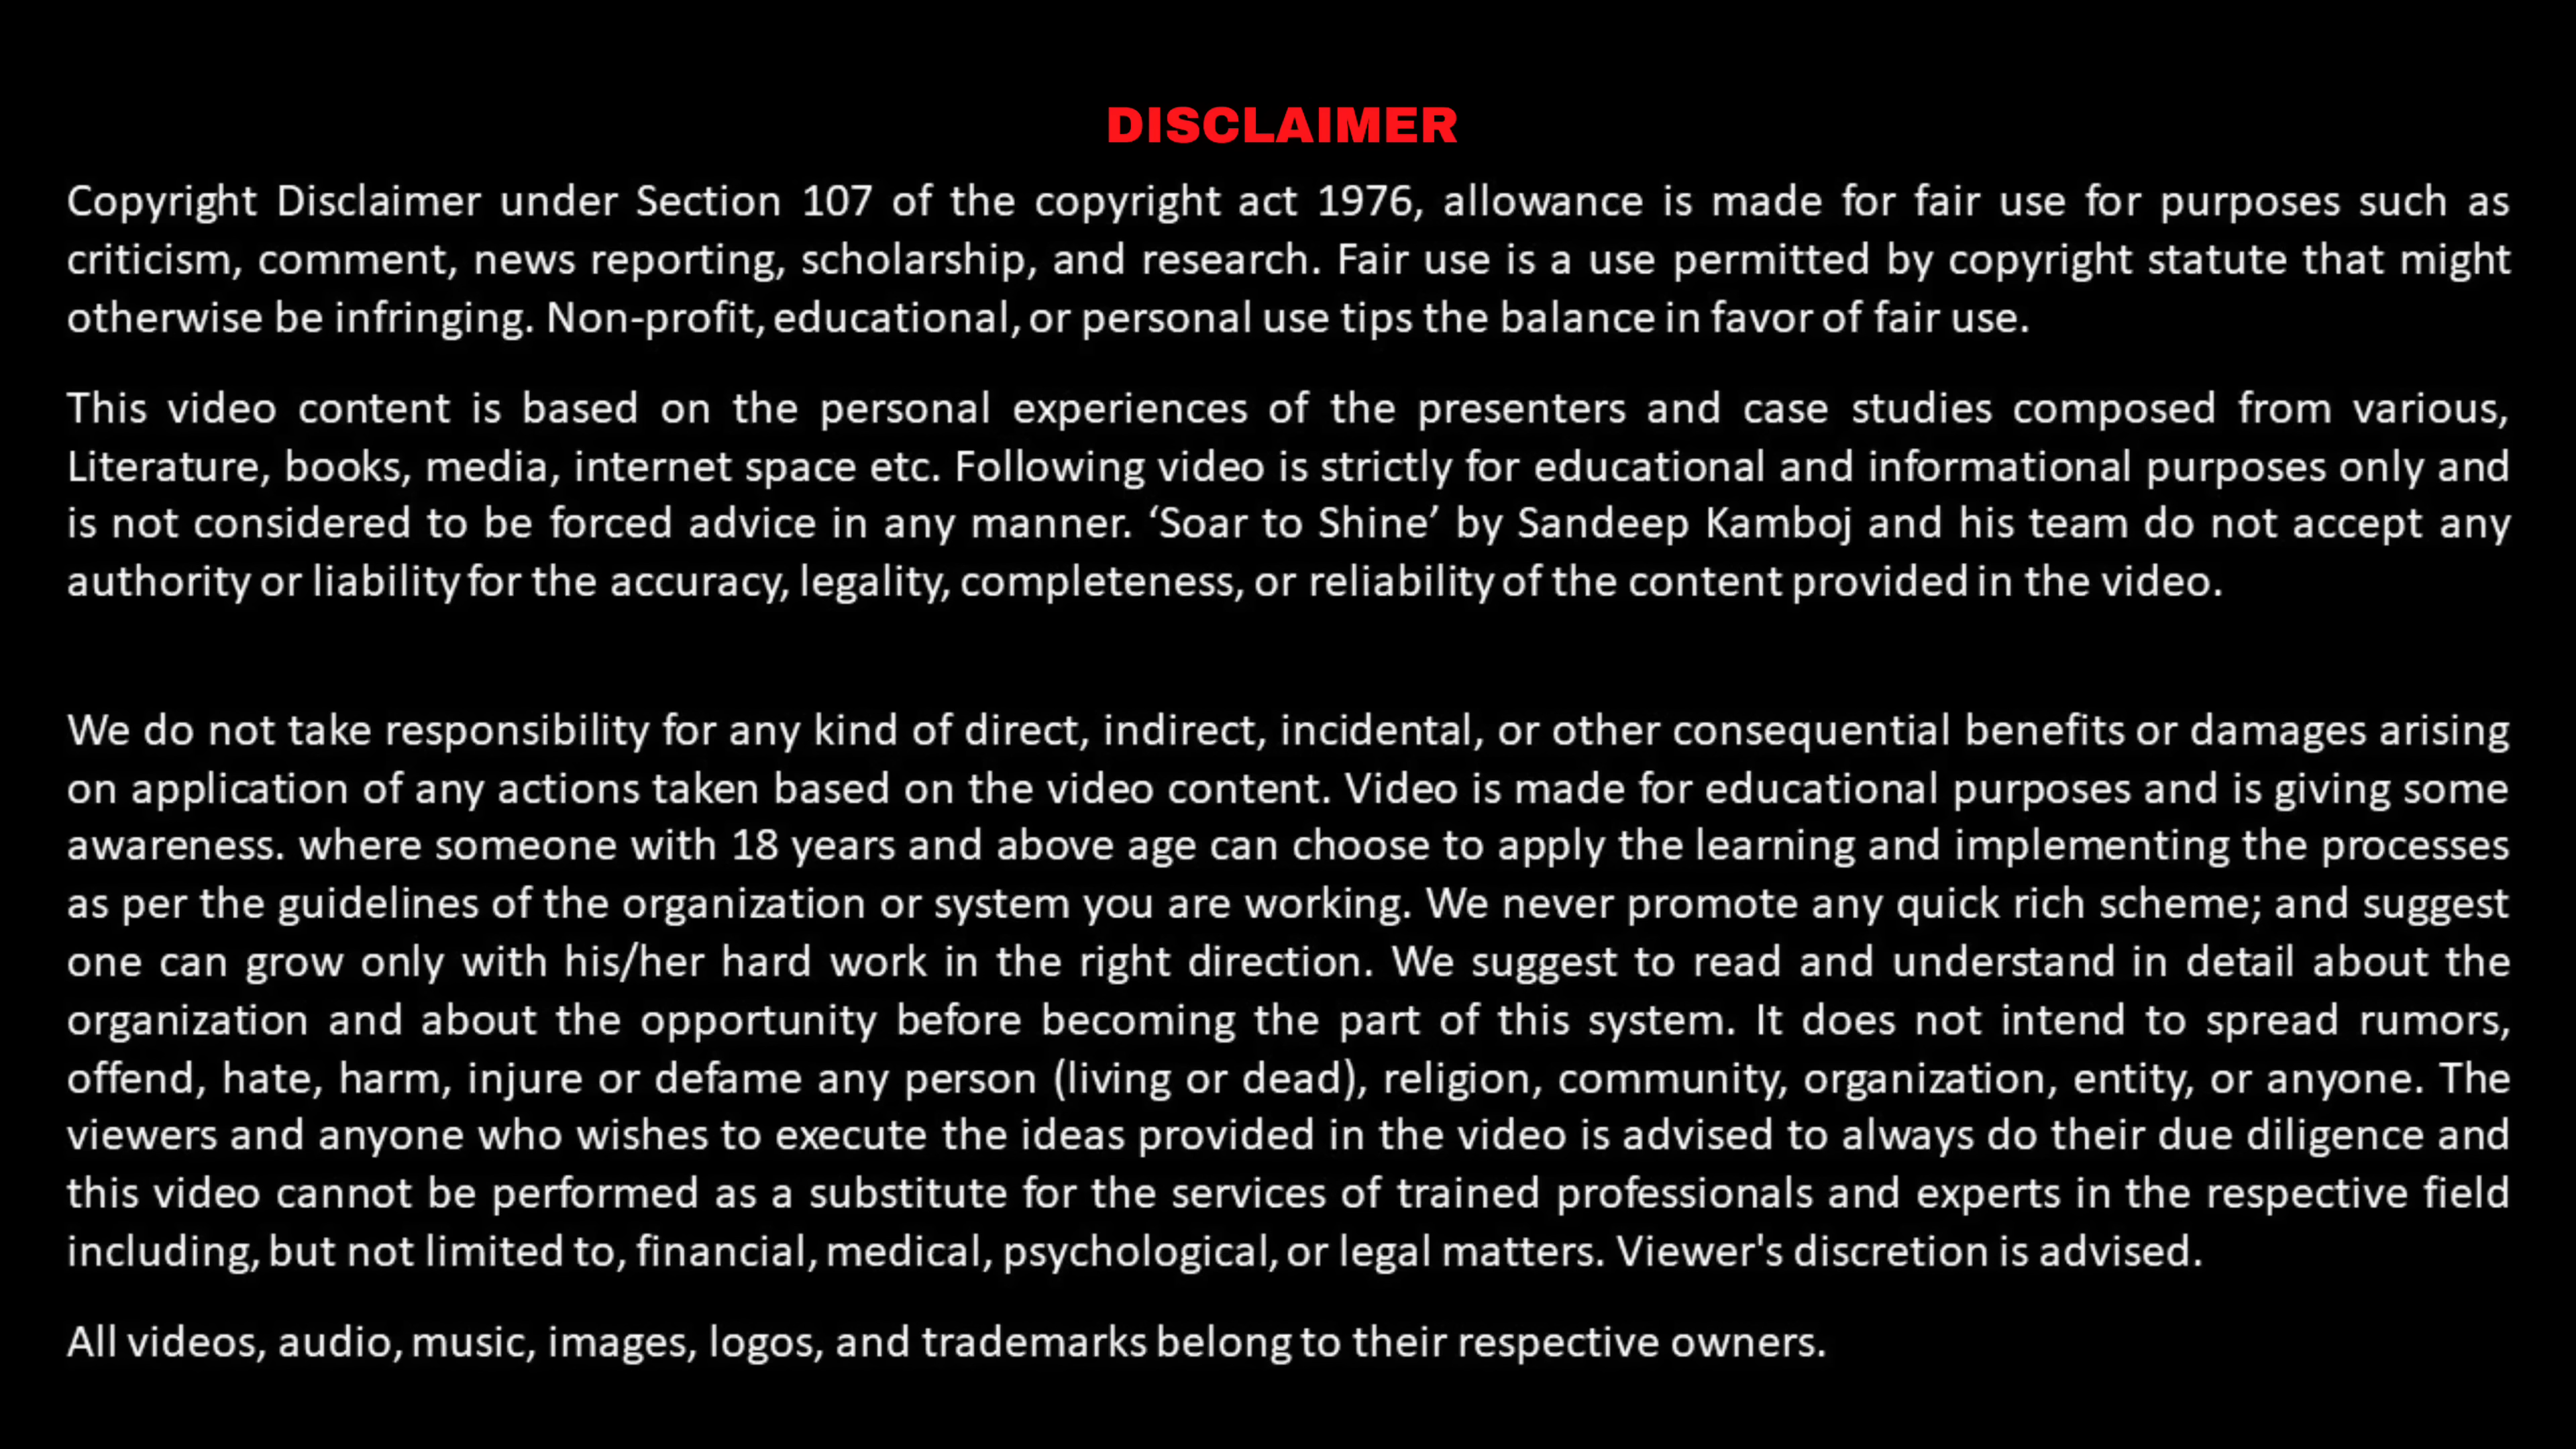 DISCLAIMER
Copyright Disclaimer under Section 107 of the copyright act 1976, allowance is made for fair use for purposes such as
criticism, comment, news reporting, scholarship, and research. Fair use is a use permitted by copyright statute that might
otherwise be infringing. Non-profit, educational, or personal use tips the balance in favor of fair use.
This video content is based on the personal experiences of the presenters and case studies composed from various,
Literature, books, media, internet space etc. Following video is strictly for educational and informational purposes only and
is not considered to be forced advice in any manner. ‘Soar to Shine’ by Sandeep Kamboj and his team do not accept any
authority or liability for the accuracy, legality, completeness, or reliability of the content provided in the video.
We do not take responsibility for any kind of direct, indirect, incidental, or other consequential benefits or damages arising
on application of any actions taken based on the video content. Video is made for educational purposes and is giving some
awareness. where someone with 18 years and above age can choose to apply the learning and implementing the processes
as per the guidelines of the organization or system you are working. We never promote any quick rich scheme; and suggest
one can grow only with his/her hard work in the right direction. We suggest to read and understand in detail about the
organization and about the opportunity before becoming the part of this system. It does not intend to spread rumors,
offend, hate, harm, injure or defame any person (living or dead), religion, community, organization, entity, or anyone. The
viewers and anyone who wishes to execute the ideas provided in the video is advised to always do their due diligence and
this video cannot be performed as a substitute for the services of trained professionals and experts in the respective field
including, but not limited to, financial, medical, psychological, or legal matters. Viewer's discretion is advised.
All videos, audio, music, images, logos, and trademarks belong to their respective owners.